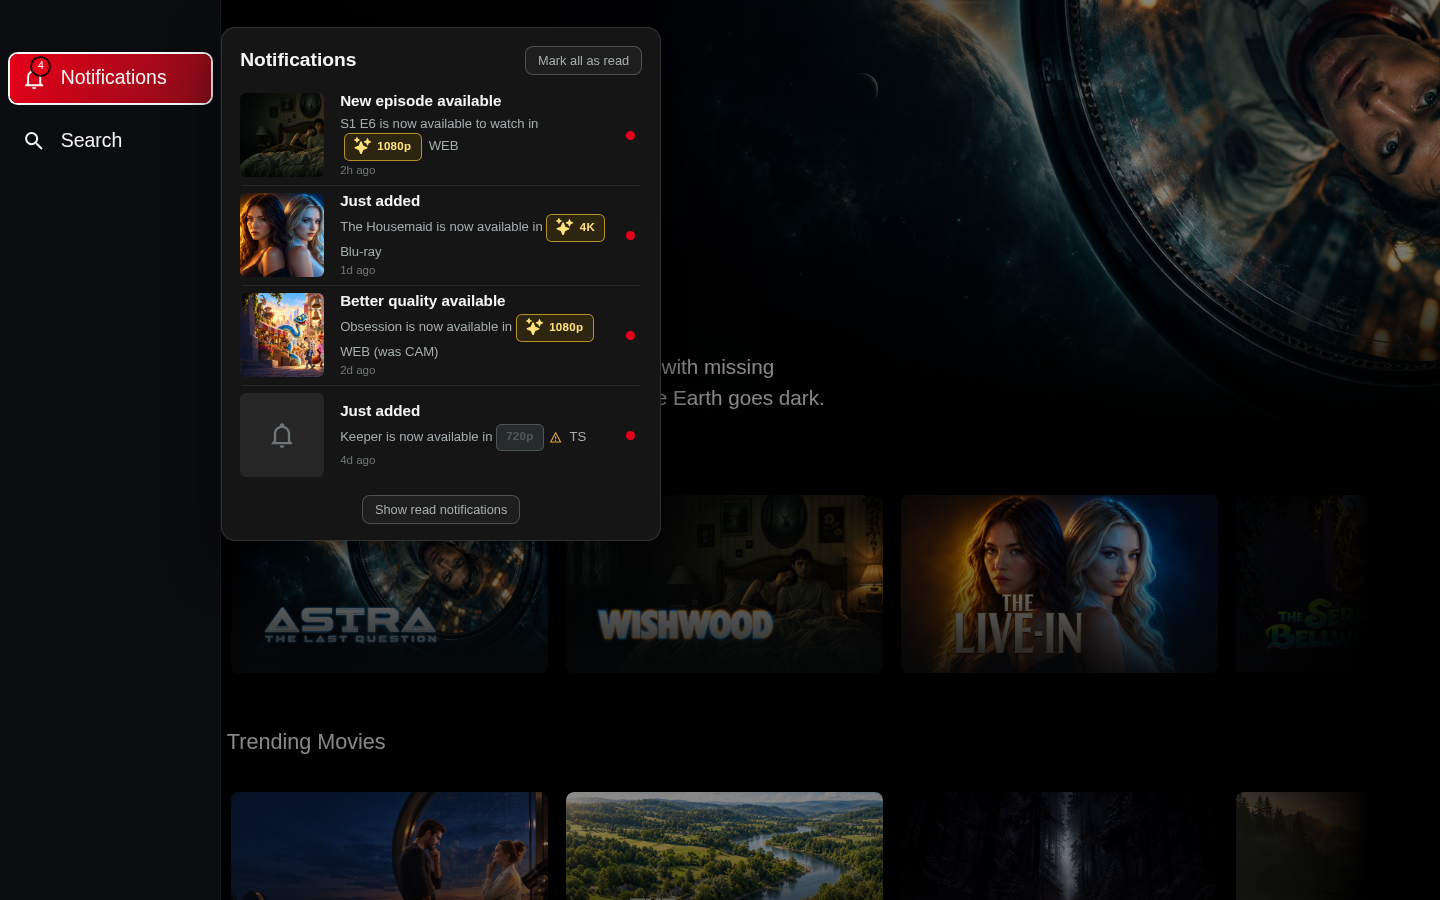 4
Notifications
Search
Notifications
Mark all as read
New episode available
S1 E6 is now available to watch in
1080p WEB
2h ago
Just added
The Housemaid is now available in 4K
Blu-ray
1d ago
Better quality available
Obsession is now available in 1080p
WEB (was CAM)
2d ago
Just added
Keeper is now available in 720p TS
4d ago
Show read notifications
with missing
Earth goes dark.
ASTRA
THE LAST QUESTION
WISHWOOD
THE
LIVE-IN
THE
Trending Movies